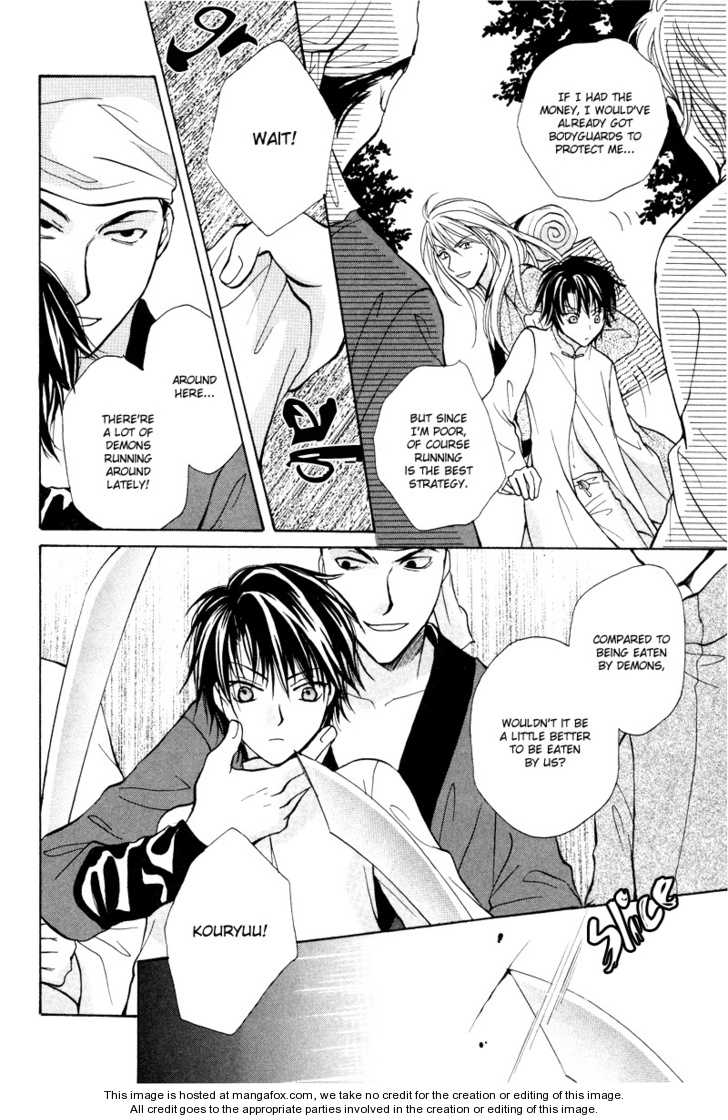 IF I HAD THE
MONEY, I WOULD'VE
ALREADY GOT
BODYGUARDS TO
PROTECT ME...
BUT SINCE
I'M POOR,
OF COURSE
RUNNING
IS THE BEST
STRATEGY.
WAIT!
AROUND
HERE...
THERE'RE
A LOT OF
DEMONS
RUNNING
AROUND
LATELY!
COMPARED TO
BEING EATEN
BY DEMONS,
WOULDN'T IT BE
A LITTLE BETTER
TO BE EATEN
BY US?
KOURYUU!
Slice
This image is hosted at mangafox.com, we take no credit for the creation or editing of this image.
All credit goes to the appropriate parties involved in the creation or editing of this image.